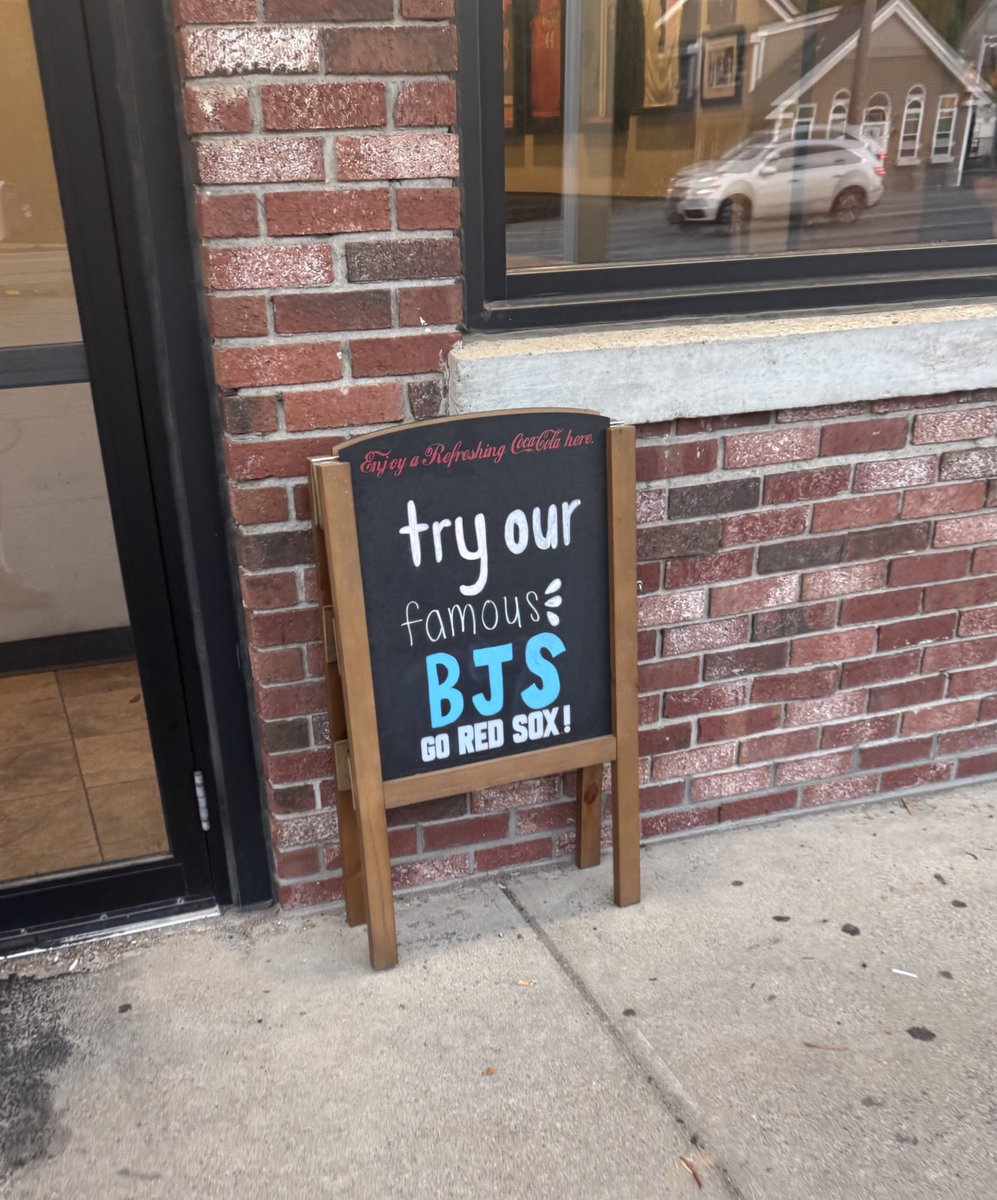 Enjoy a Refreshing Coca-Cola here.
try our
famous
BJS
GO RED SOX!